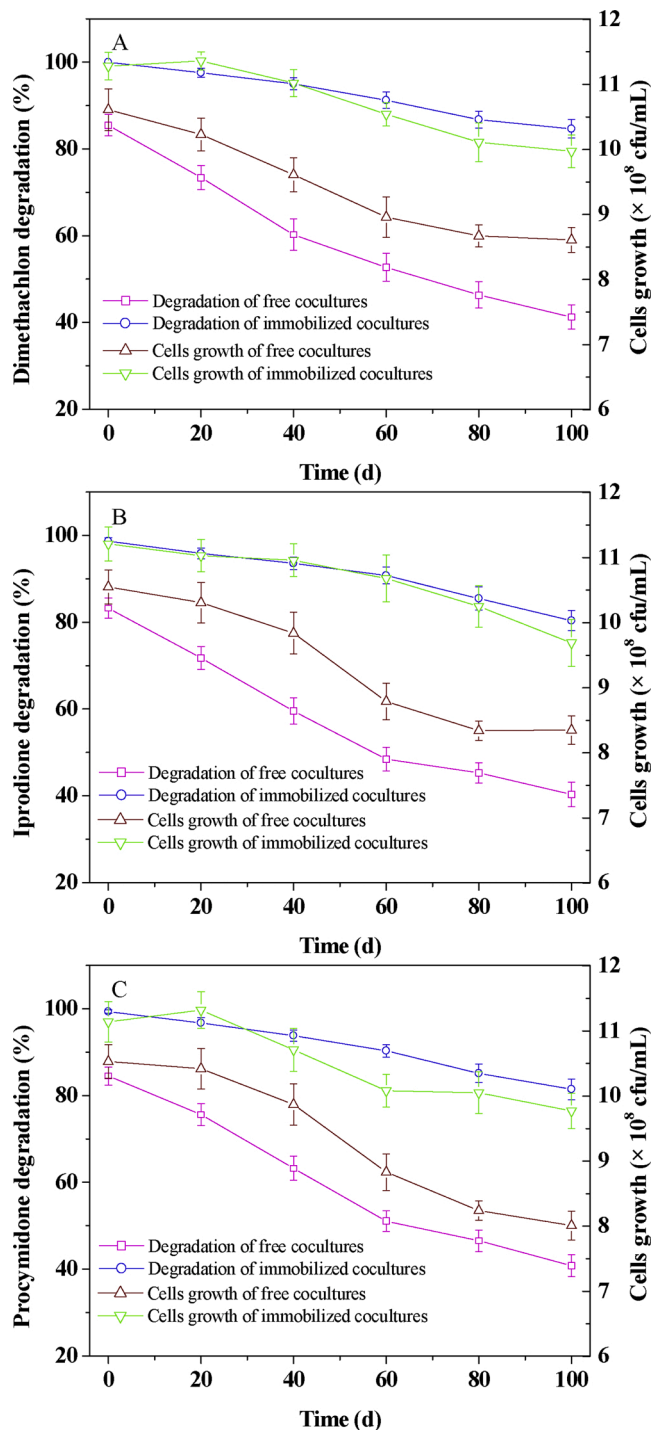 A
Dimethachlon degradation (%)
100
80
60
40
20
12
11
10
9
8
7
6
Cells growth (× 10⁸ cfu/mL)
Degradation of free cocultures
Degradation of immobilized cocultures
Cells growth of free cocultures
Cells growth of immobilized cocultures
0 20 40 60 80 100
Time (d)
B
Iprodione degradation (%)
100
80
60
40
20
12
11
10
9
8
7
6
Cells growth (× 10⁸ cfu/mL)
Degradation of free cocultures
Degradation of immobilized cocultures
Cells growth of free cocultures
Cells growth of immobilized cocultures
0 20 40 60 80 100
Time (d)
C
Procymidone degradation (%)
100
80
60
40
20
12
11
10
9
8
7
6
Cells growth (× 10⁸ cfu/mL)
Degradation of free cocultures
Degradation of immobilized cocultures
Cells growth of free cocultures
Cells growth of immobilized cocultures
0 20 40 60 80 100
Time (d)